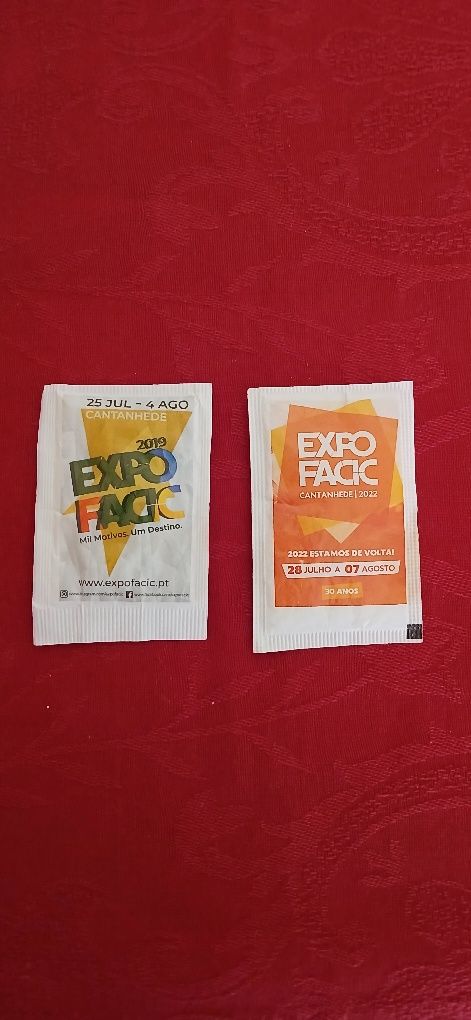 25 JUL - 4 AGO
CANTANHEDE
2019
EXPO
FACIC
Mil Motivos. Um Destino.
www.expofacic.pt
EXPO
FACIC
CANTANHEDE | 2022
2022 ESTAMOS DE VOLTA!
28 JULHO A 07 AGOSTO
30 ANOS